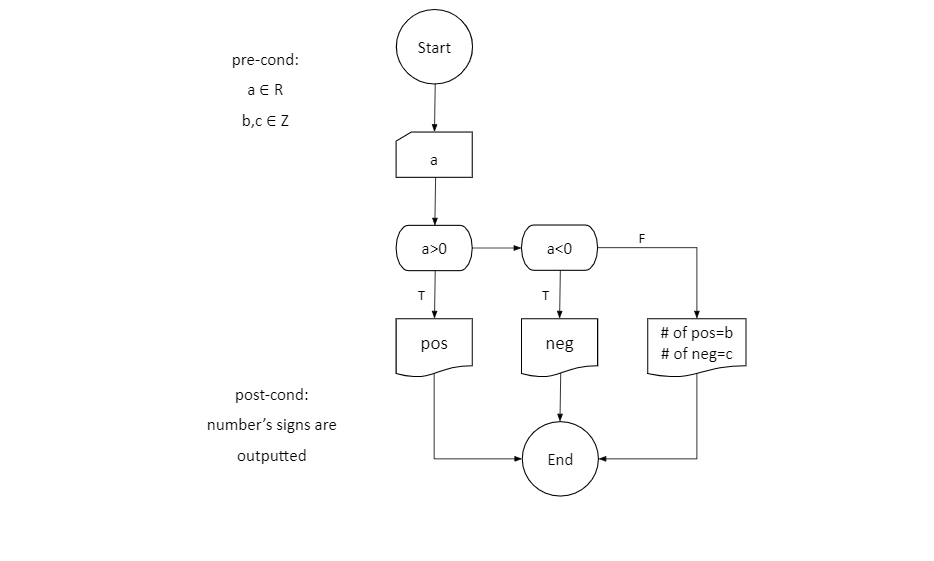 Start
pre-cond:
a ∈ R
b,c ∈ Z
a
a>0
a<0
F
T
T
pos
neg
# of pos=b
# of neg=c
post-cond:
number’s signs are
outputted
End